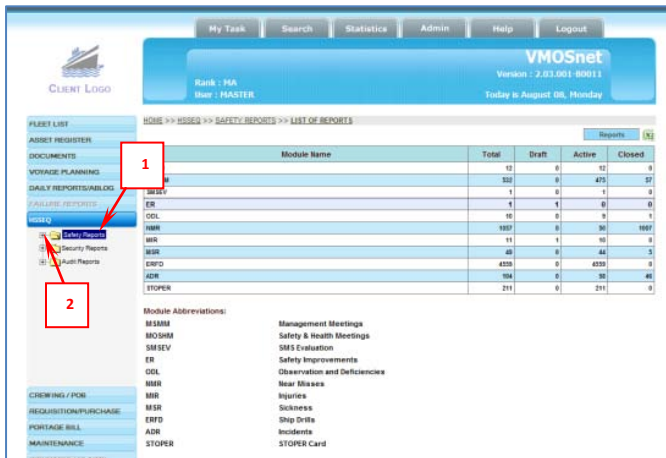 My Task Search Statistics Admin Help Logout
CLIENT LOGO
VMOSnet
Version : 2.03.001-B0011
Rank : MA
User : MASTER
Today is August 08, Monday
HOME >> HSSEQ >> SAFETY REPORTS >> LIST OF REPORTS
Reports
FLEET LIST
ASSET REGISTER
DOCUMENTS
VOYAGE PLANNING
DAILY REPORTS/ABLOG
FAILURE REPORTS
HSSEQ
Safety Reports
Security Reports
Audit Reports
1
2
Module Name Total Draft Active Closed
12 0 12 0
532 0 475 57
SMSEV 1 0 1 0
ER 1 1 0 0
ODL 10 0 9 1
NMR 1057 0 50 1007
MIR 11 1 10 0
MSR 49 0 44 5
ERFD 4559 0 4559 0
ADR 104 0 58 46
STOPER 211 0 211 0
Module Abbreviations:
MSMM Management Meetings
MOSHM Safety & Health Meetings
SMSEV SMS Evaluation
ER Safety Improvements
ODL Observation and Deficiencies
NMR Near Misses
MIR Injuries
MSR Sickness
ERFD Ship Drills
ADR Incidents
STOPER STOPER Card
CREWING / POB
REQUISITION/PURCHASE
PORTAGE BILL
MAINTENANCE